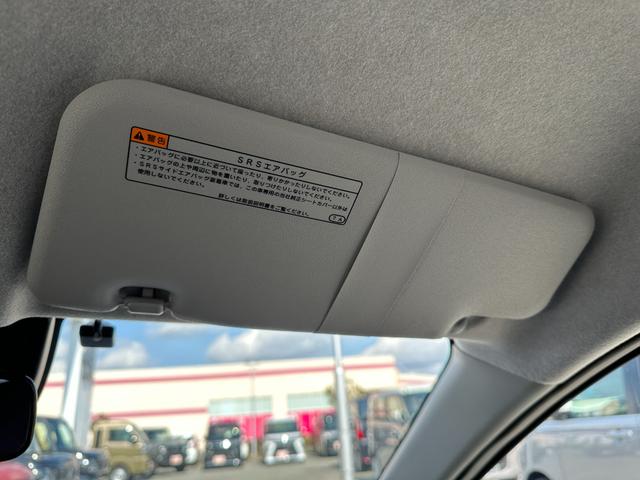 警告
SRSエアバッグ
・エアバッグに必要以上に近づいて座ったり、寄りかかったりしないでください。
・エアバッグの上や周辺に物を置いたり、取りつけたりしないでください。
・SRSサイドエアバッグ装着車では、この車専用の当社純正シートカバー以外は
使用しないでください。
詳しくは取扱説明書をご覧ください。